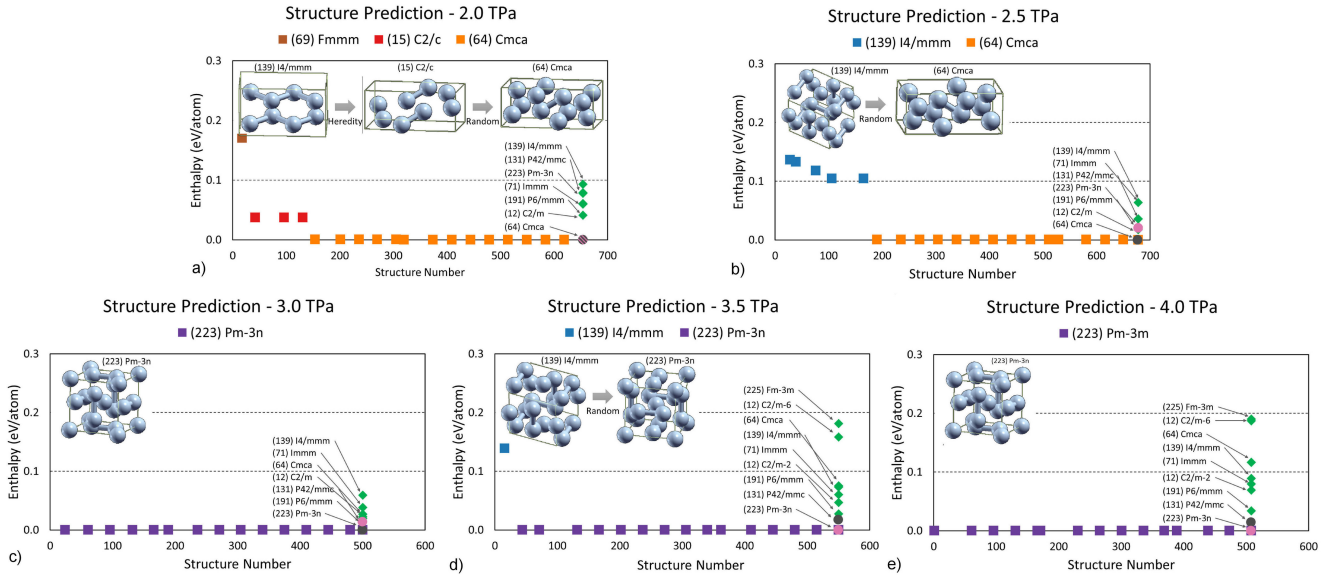 Structure Prediction - 2.0 TPa
(69) Fmmm (15) C2/c (64) Cmca
Enthalpy (eV/atom)
0.3
0.2
0.1
0.0
(139) I4/mmm
(15) C2/c
(64) Cmca
Heredity
Random
(139) I4/mmm
(131) P42/mmc
(223) Pm-3n
(71) Immm
(191) P6/mmm
(12) C2/m
(64) Cmca
0 100 200 300 400 500 600 700
Structure Number
a)
Structure Prediction - 2.5 TPa
(139) I4/mmm (64) Cmca
Enthalpy (eV/atom)
0.3
0.2
0.1
0.0
(139) I4/mmm
(64) Cmca
Random
(139) I4/mmm
(71) Immm
(131) P42/mmc
(223) Pm-3n
(191) P6/mmm
(12) C2/m
(64) Cmca
0 100 200 300 400 500 600 700
Structure Number
b)
Structure Prediction - 3.0 TPa
(223) Pm-3n
Enthalpy (eV/atom)
0.3
0.2
0.1
0.0
(223) Pm-3n
(139) I4/mmm
(71) Immm
(64) Cmca
(12) C2/m
(131) P42/mmc
(191) P6/mmm
(223) Pm-3n
0 100 200 300 400 500 600
Structure Number
c)
Structure Prediction - 3.5 TPa
(139) I4/mmm (223) Pm-3n
Enthalpy (eV/atom)
0.3
0.2
0.1
0.0
(139) I4/mmm
(223) Pm-3n
Random
(225) Fm-3m
(12) C2/m-6
(64) Cmca
(139) I4/mmm
(71) Immm
(12) C2/m-2
(191) P6/mmm
(131) P42/mmc
(223) Pm-3n
0 100 200 300 400 500 600
Structure Number
d)
Structure Prediction - 4.0 TPa
(223) Pm-3m
Enthalpy (eV/atom)
0.3
0.2
0.1
0.0
(223) Pm-3n
(225) Fm-3m
(12) C2/m-6
(64) Cmca
(139) I4/mmm
(71) Immm
(12) C2/m-2
(191) P6/mmm
(131) P42/mmc
(223) Pm-3n
0 100 200 300 400 500 600
Structure Number
e)